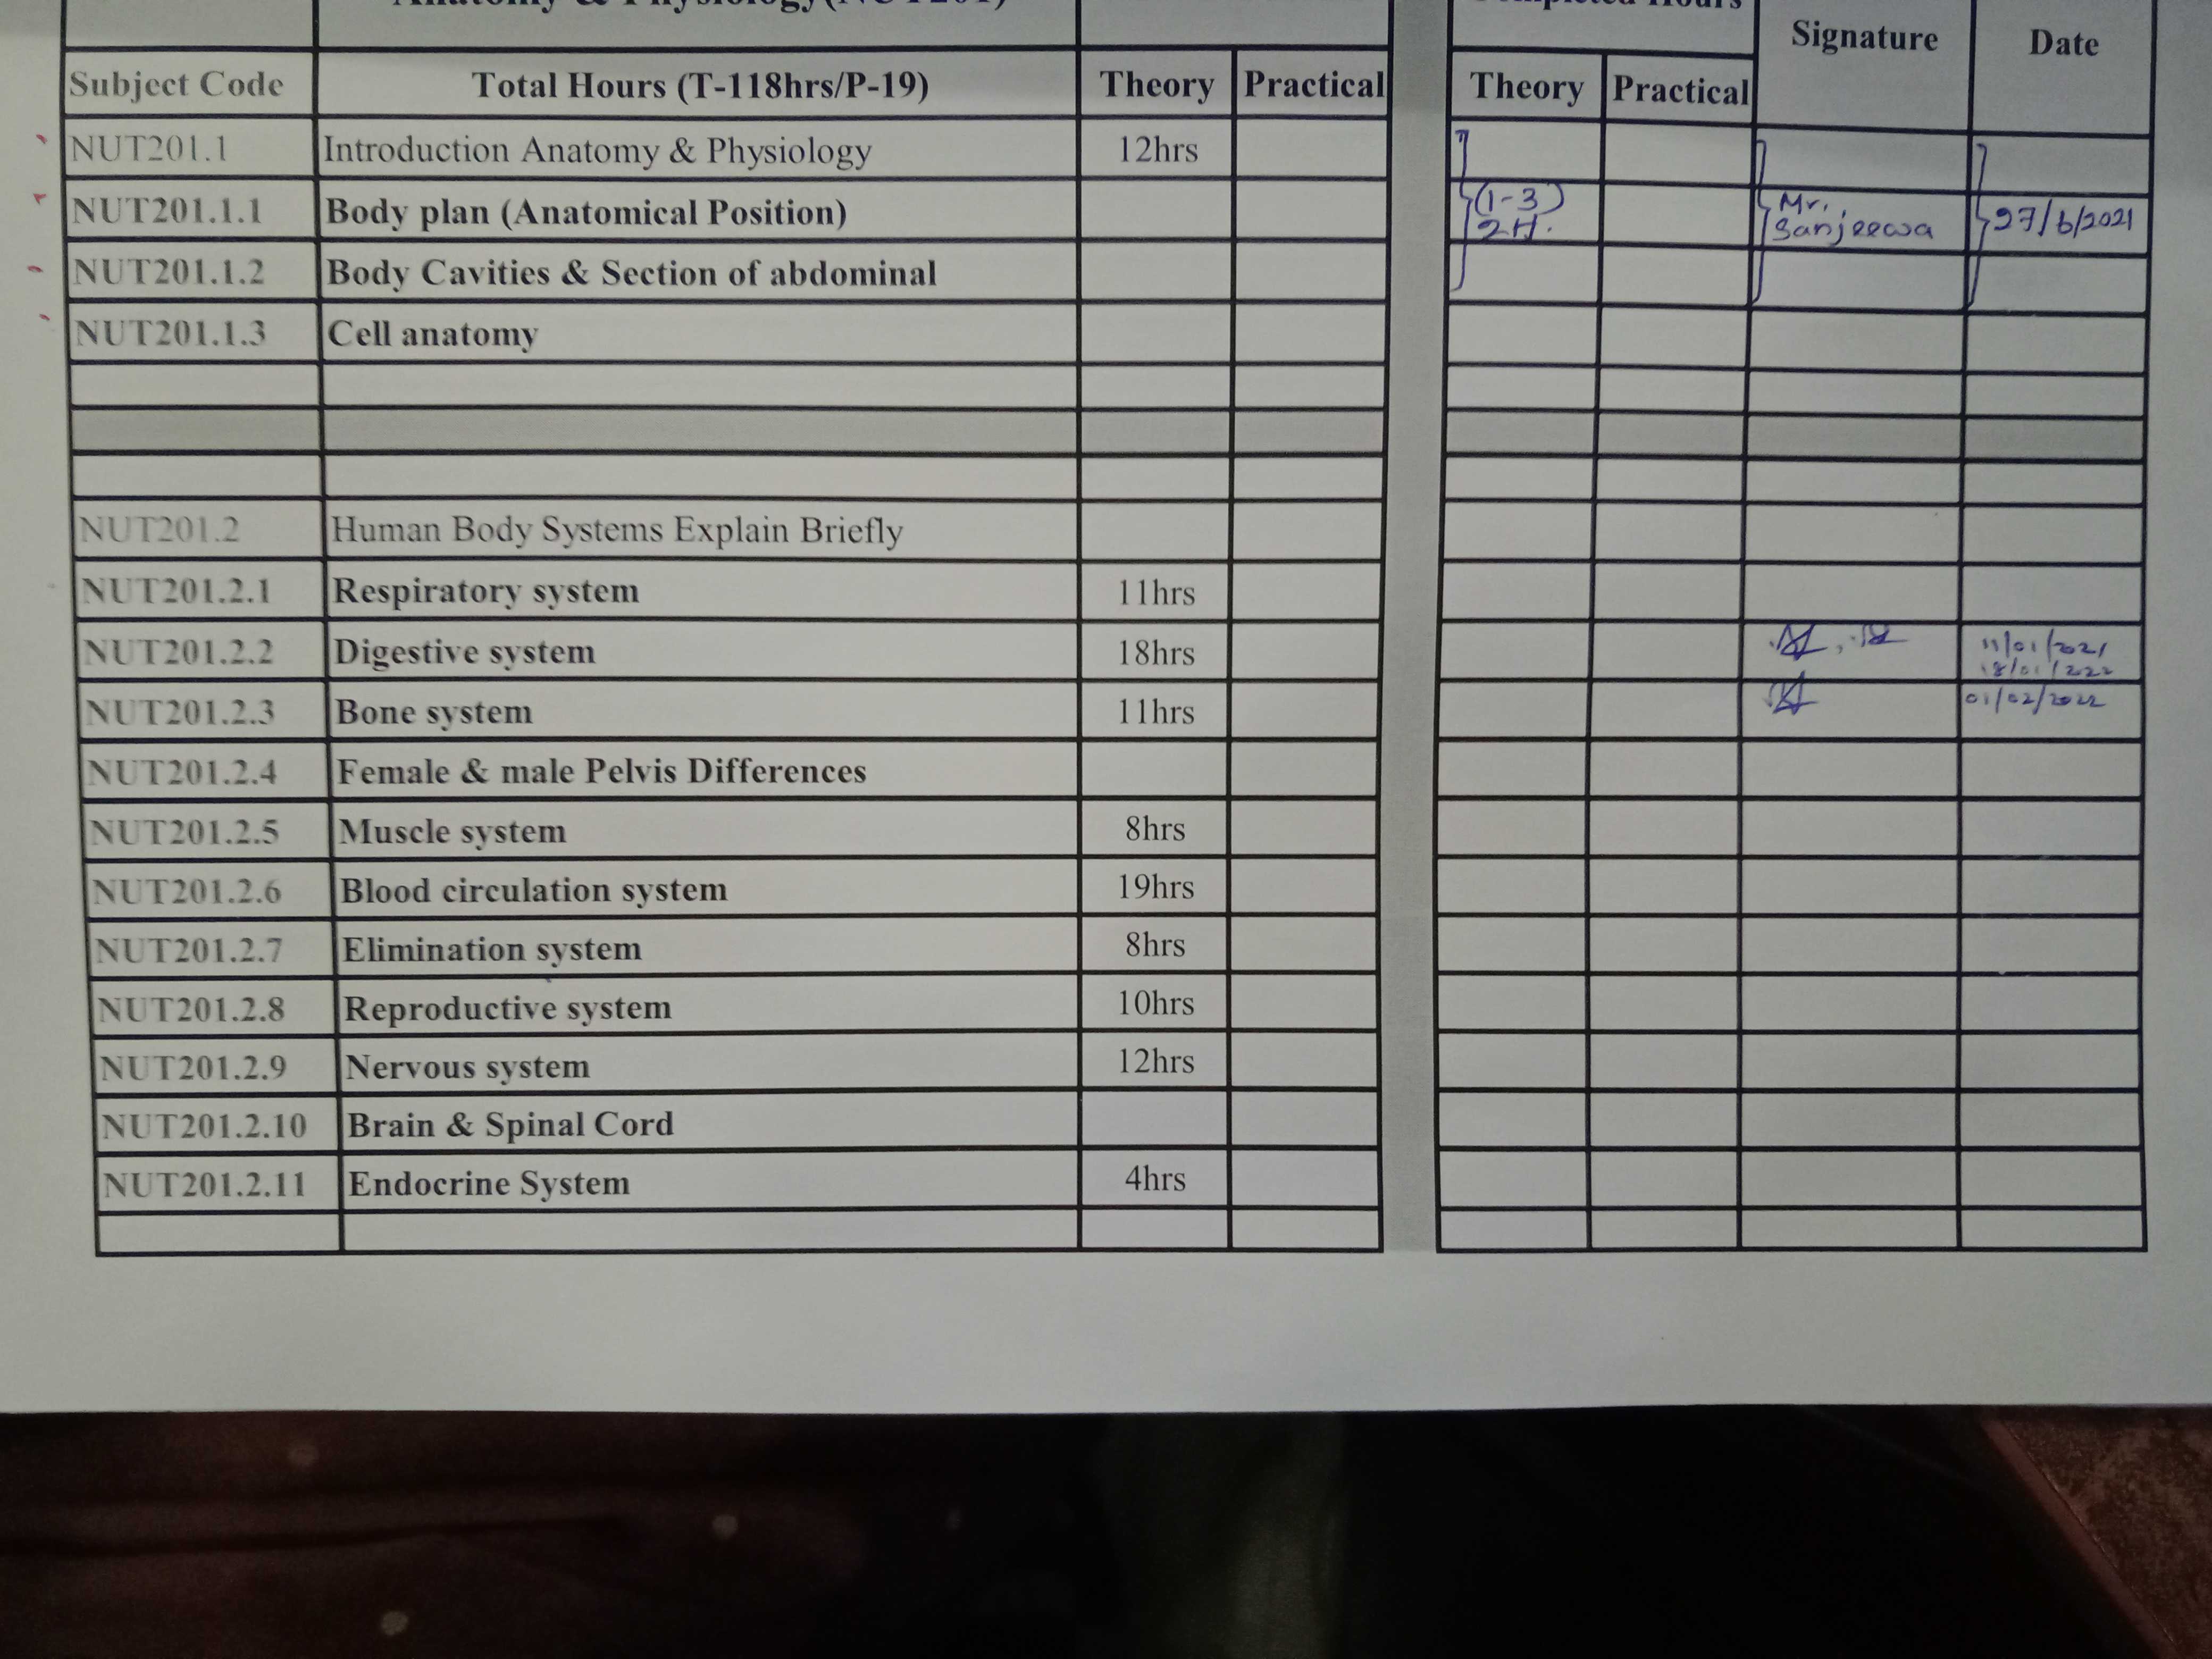 Anatomy & Physiology(NUT201)
Completed Hours Signature Date
Subject Code Total Hours (T-118hrs/P-19) Theory Practical Theory Practical
NUT201.1 Introduction Anatomy & Physiology 12hrs
NUT201.1.1 Body plan (Anatomical Position) (1-3) 2H. Mr. Sanjeewa 27/6/2021
NUT201.1.2 Body Cavities & Section of abdominal
NUT201.1.3 Cell anatomy
NUT201.2 Human Body Systems Explain Briefly
NUT201.2.1 Respiratory system 11hrs
NUT201.2.2 Digestive system 18hrs 11/01/2021
18/01/222
NUT201.2.3 Bone system 11hrs 01/02/2022
NUT201.2.4 Female & male Pelvis Differences
NUT201.2.5 Muscle system 8hrs
NUT201.2.6 Blood circulation system 19hrs
NUT201.2.7 Elimination system 8hrs
NUT201.2.8 Reproductive system 10hrs
NUT201.2.9 Nervous system 12hrs
NUT201.2.10 Brain & Spinal Cord
NUT201.2.11 Endocrine System 4hrs